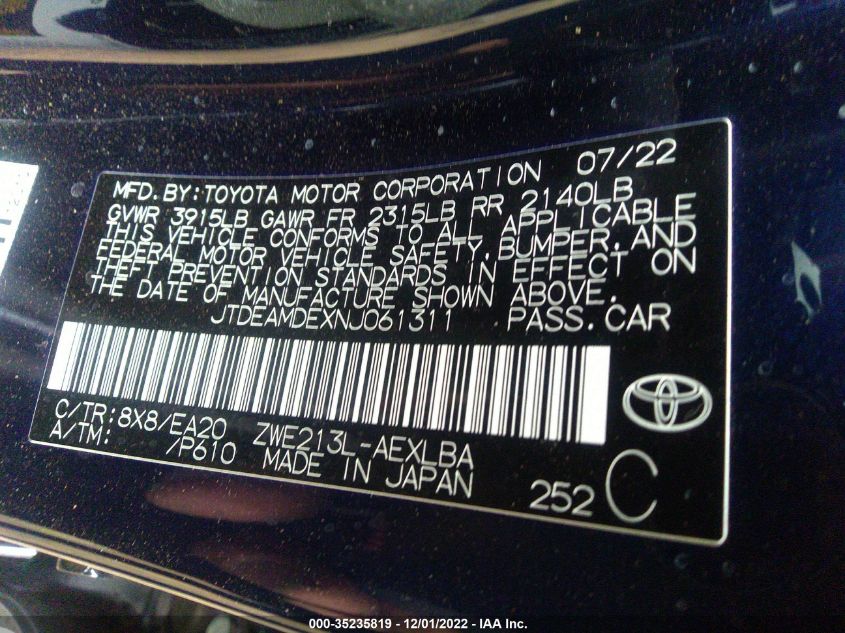 MFD. BY: TOYOTA MOTOR CORPORATION 07/22
GVWR 3915LB GAWR FR 2315LB RR 2140LB
THIS VEHICLE CONFORMS TO ALL APPLICABLE
FEDERAL MOTOR VEHICLE SAFETY, BUMPER, AND
THEFT PREVENTION STANDARDS IN EFFECT ON
THE DATE OF MANUFACTURE SHOWN ABOVE.
JTDEAMDEXNJ061311 PASS. CAR
C/TR: 8X8/EA20 ZWE213L-AEXLBA
A/TM: /P610 MADE IN JAPAN
252 C
000-35235819 - 12/01/2022 - IAA Inc.